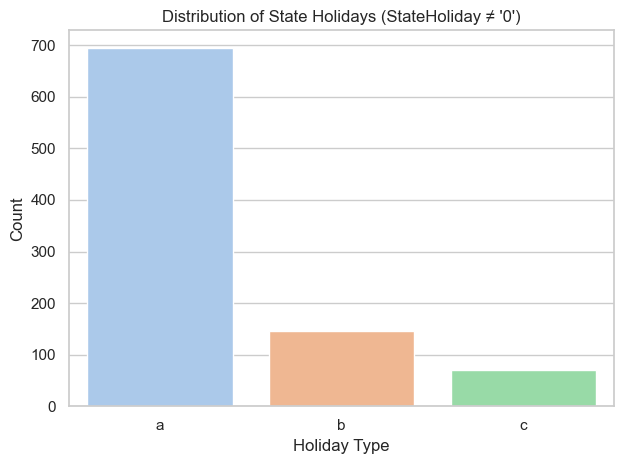 Distribution of State Holidays (StateHoliday ≠ '0')
700
600
500
400
300
200
100
0
Count
a b c
Holiday Type